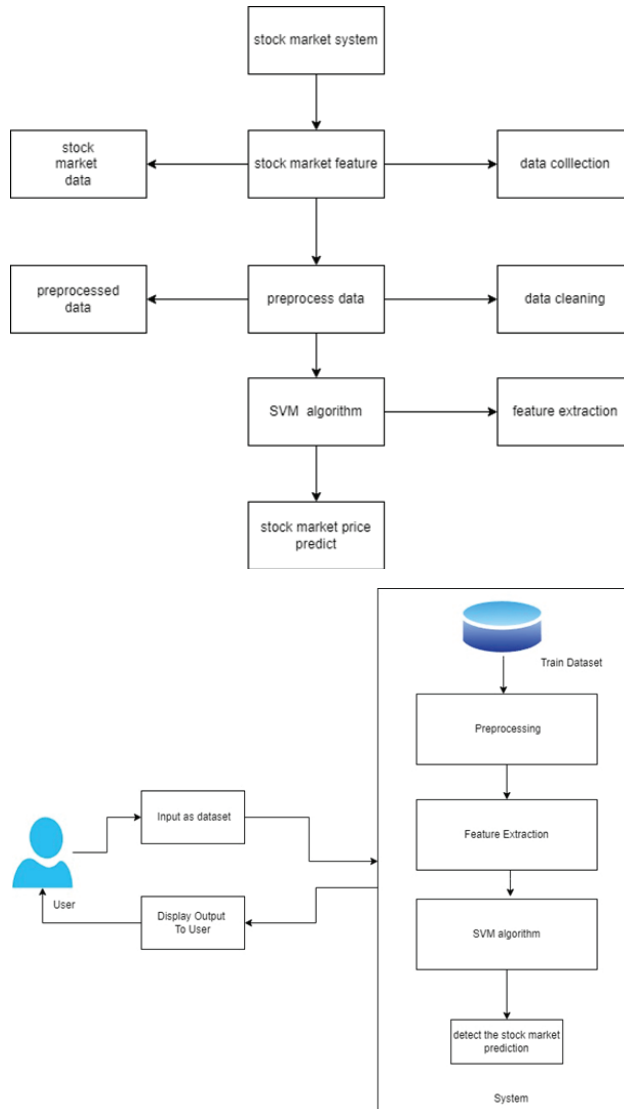 stock market system
stock
market
data
stock market feature
data colllection
preprocessed
data
preprocess data
data cleaning
SVM algorithm
feature extraction
stock market price
predict
Train Dataset
Preprocessing
Input as dataset
Feature Extraction
User
Display Output
To User
SVM algorithm
detect the stock market
prediction
System